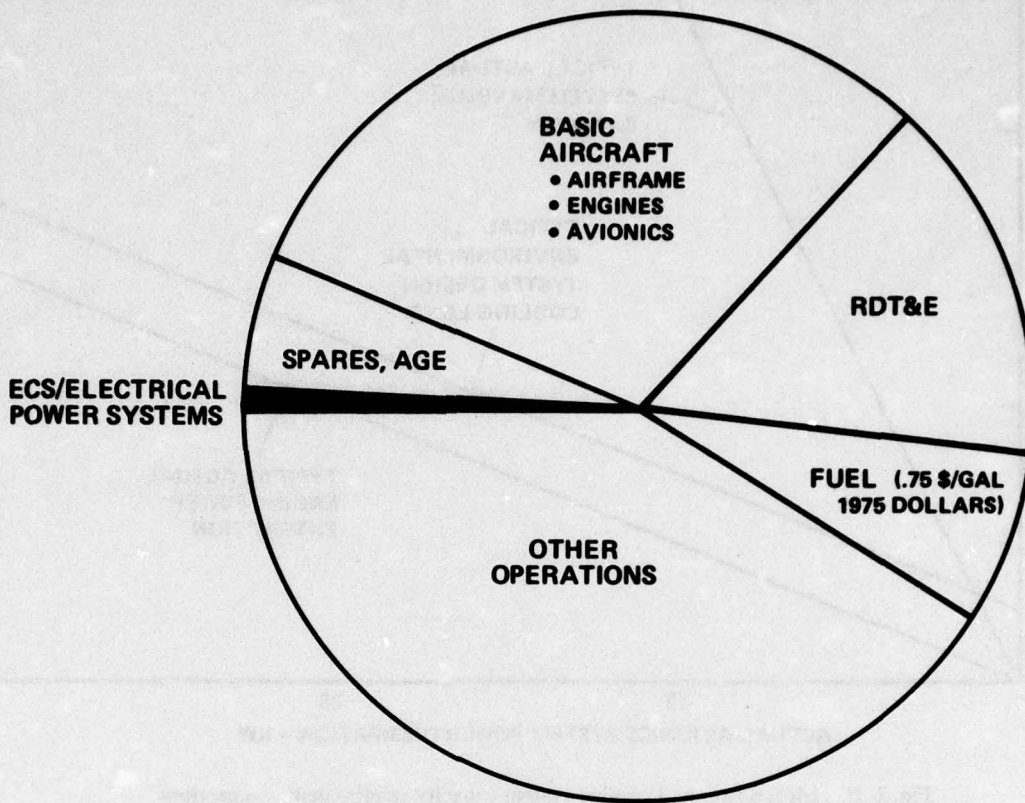 BASIC
AIRCRAFT
• AIRFRAME
• ENGINES
• AVIONICS
RDT&E
SPARES, AGE
ECS/ELECTRICAL
POWER SYSTEMS
FUEL (.75 $/GAL
1975 DOLLARS)
OTHER
OPERATIONS